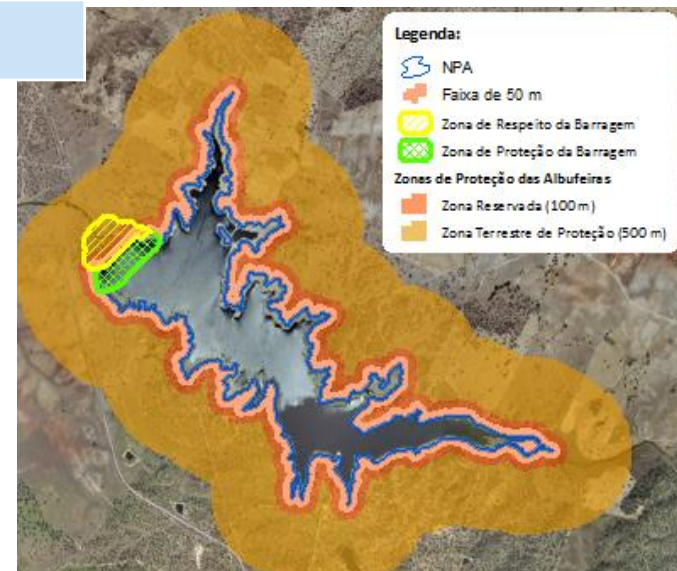 Legenda:
NPA
Faixa de 50 m
Zona de Respeito da Barragem
Zona de Proteção da Barragem
Zonas de Proteção das Albufeiras
Zona Reservada (100m)
Zona Terrestre de Proteção (500 m)